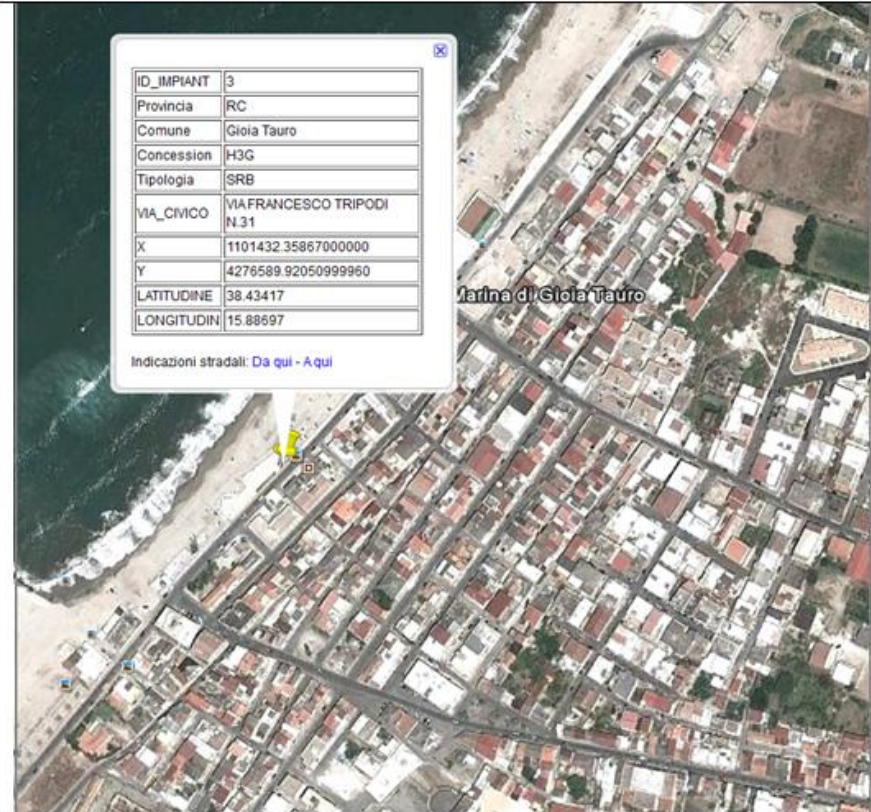 ID_IMPIANT 3
Provincia RC
Comune Gioia Tauro
Concession H3G
Tipologia SRB
VIA_CIVICO VIA FRANCESCO TRIPODI
N.31
X 1101432.35867000000
Y 4276589.92050999960
LATITUDINE 38.43417
LONGITUDIN 15.88697
Indicazioni stradali: Da qui - A qui
Marina di Gioia Tauro